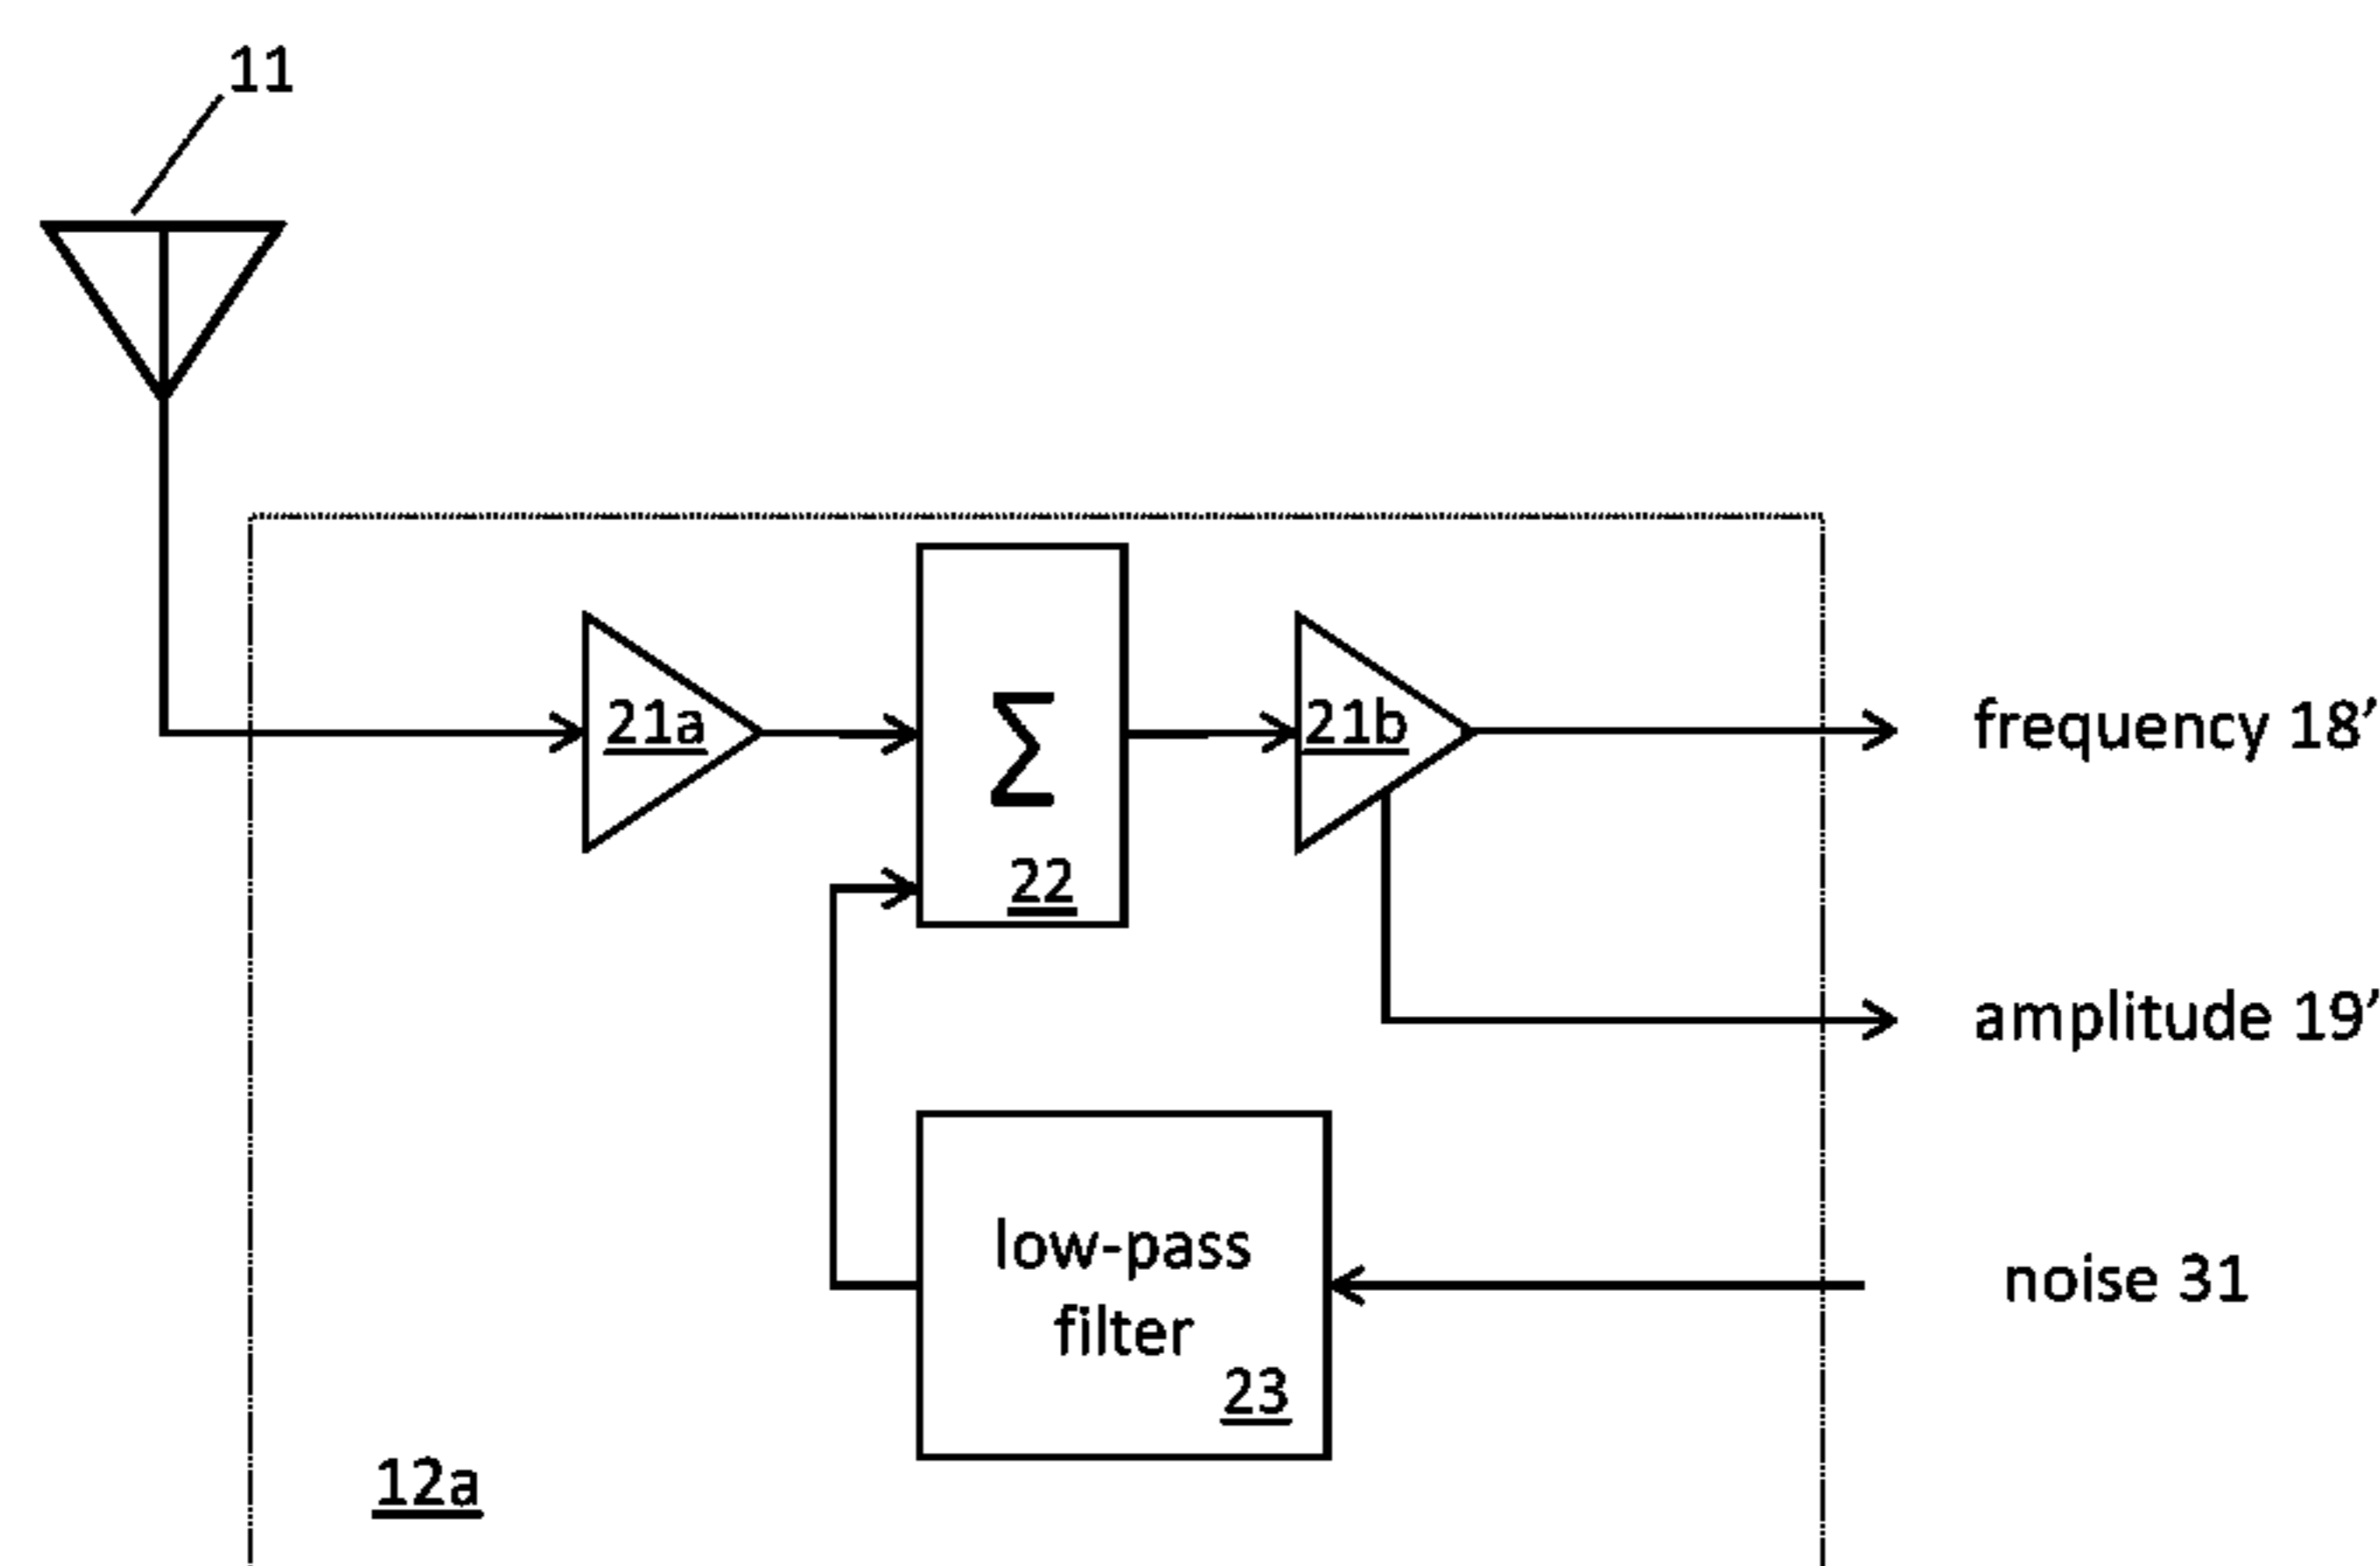 11
21a
Σ
22
21b
frequency 18’
amplitude 19’
low-pass
filter
23
noise 31
12a